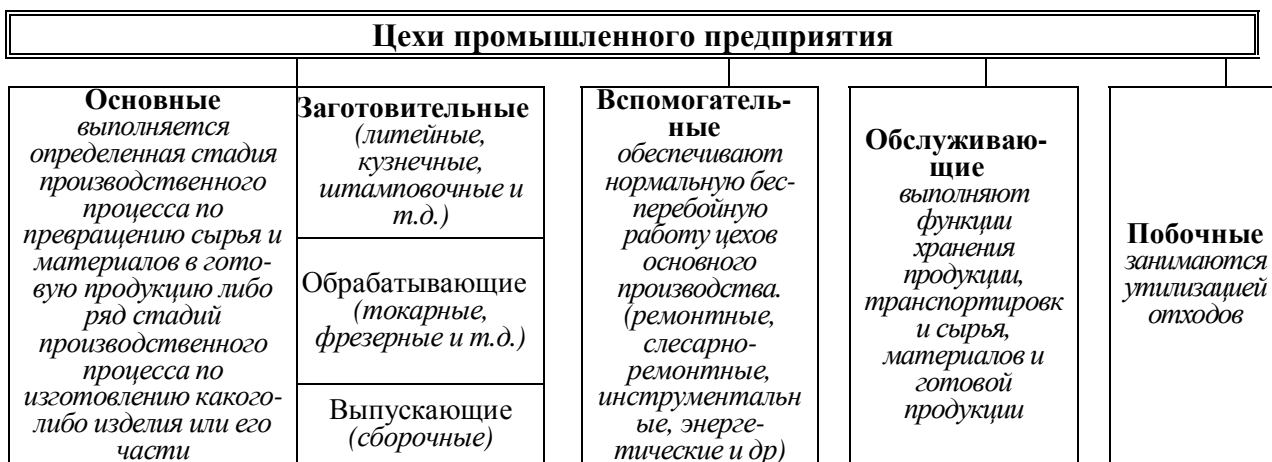 Цехи промышленного предприятия
Основные
выполняется
определенная стадия
производственного
процесса по
превращению сырья и
материалов в гото-
вую продукцию либо
ряд стадий
производственного
процесса по
изготовлению какого-
либо изделия или его
части
Заготовительные
(литейные,
кузнечные,
штамповочные и
т.д.)
Обрабатывающие
(токарные,
фрезерные и т.д.)
Выпускающие
(сборочные)
Вспомогатель-
ные
обеспечивают
нормальную бес-
перебойную
работу цехов
основного
производства.
(ремонтные,
слесарно-
ремонтные,
инструментальн
ые, энерге-
тические и др)
Обслуживаю-
щие
выполняют
функции
хранения
продукции,
транспортировк
и сырья,
материалов и
готовой
продукции
Побочные
занимаются
утилизацией
отходов